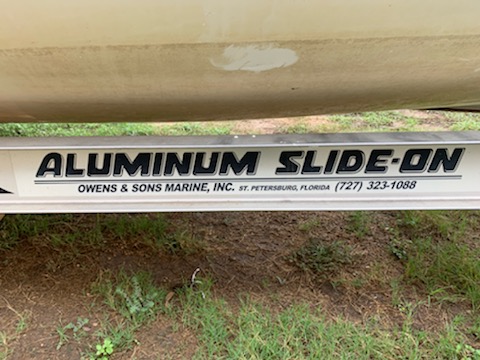 ALUMINUM SLIDE-ON
OWENS & SONS MARINE, INC. ST. PETERSBURG, FLORIDA (727) 323-1088